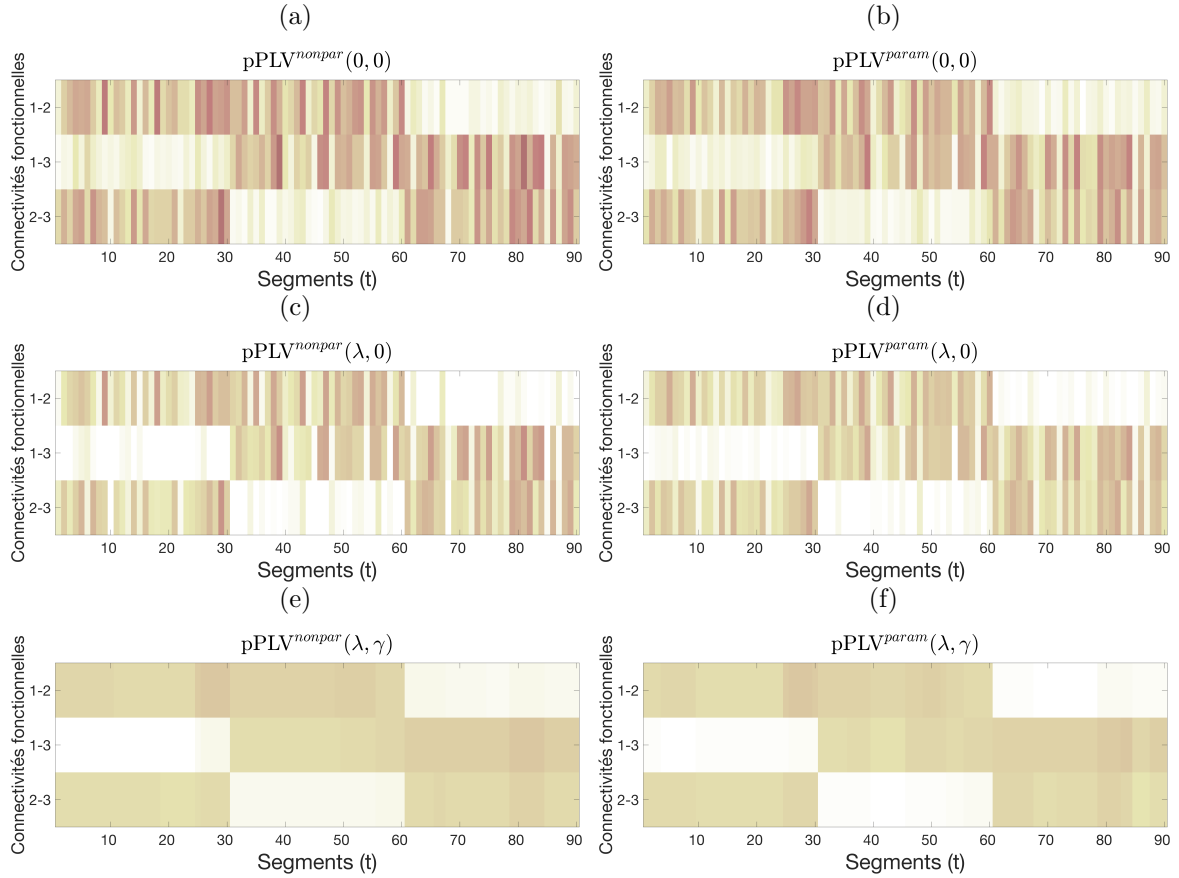 (a)
pPLV^{nonpar}(0, 0)
Connectivités fonctionnelles
1-2
1-3
2-3
10 20 30 40 50 60 70 80 90
Segments (t)
(b)
pPLV^{param}(0, 0)
Connectivités fonctionnelles
1-2
1-3
2-3
10 20 30 40 50 60 70 80 90
Segments (t)
(c)
pPLV^{nonpar}(λ, 0)
Connectivités fonctionnelles
1-2
1-3
2-3
10 20 30 40 50 60 70 80 90
Segments (t)
(d)
pPLV^{param}(λ, 0)
Connectivités fonctionnelles
1-2
1-3
2-3
10 20 30 40 50 60 70 80 90
Segments (t)
(e)
pPLV^{nonpar}(λ, γ)
Connectivités fonctionnelles
1-2
1-3
2-3
10 20 30 40 50 60 70 80 90
Segments (t)
(f)
pPLV^{param}(λ, γ)
Connectivités fonctionnelles
1-2
1-3
2-3
10 20 30 40 50 60 70 80 90
Segments (t)